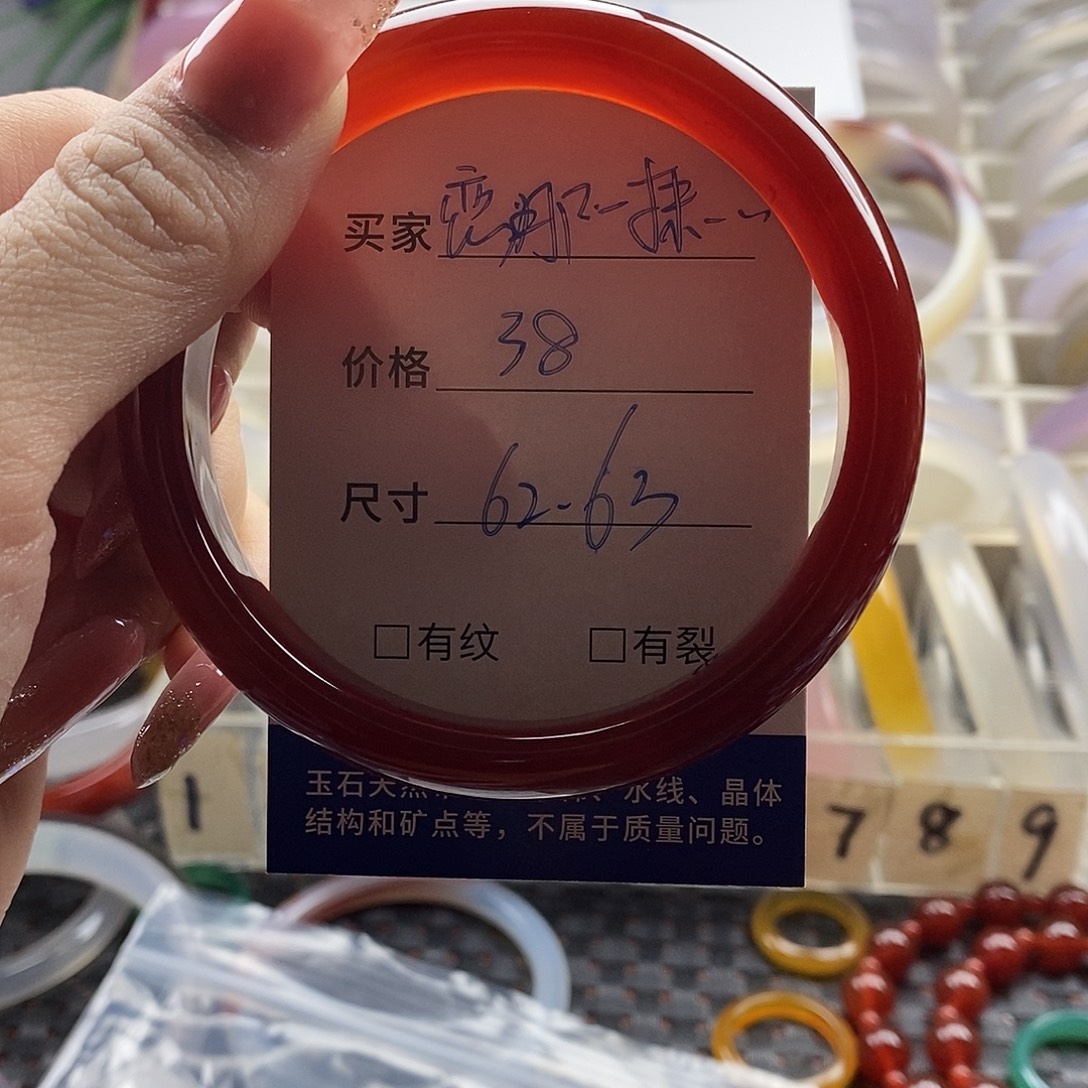 买家
价格 38
尺寸 62-63
□有纹 □有裂
玉石天然 、水线、晶体
结构和矿点等，不属于质量问题。
1 7 8 9